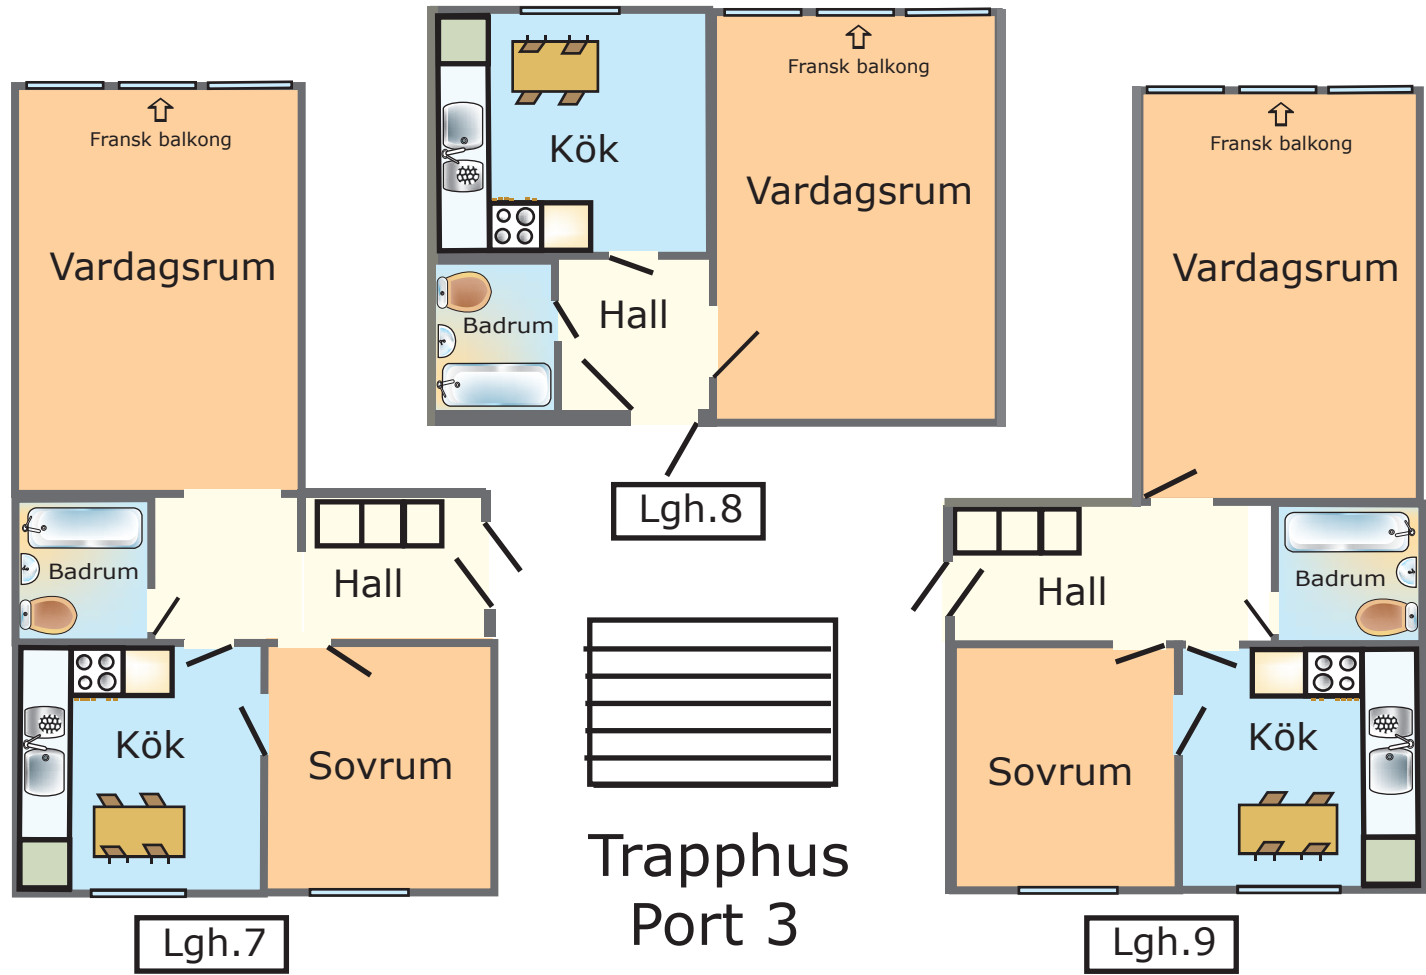 Fransk balkong
Vardagsrum
Badrum
Hall
Kök
Sovrum
Lgh.7
Kök
Fransk balkong
Vardagsrum
Badrum
Hall
Lgh.8
Trapphus
Port 3
Fransk balkong
Vardagsrum
Hall
Badrum
Sovrum
Kök
Lgh.9